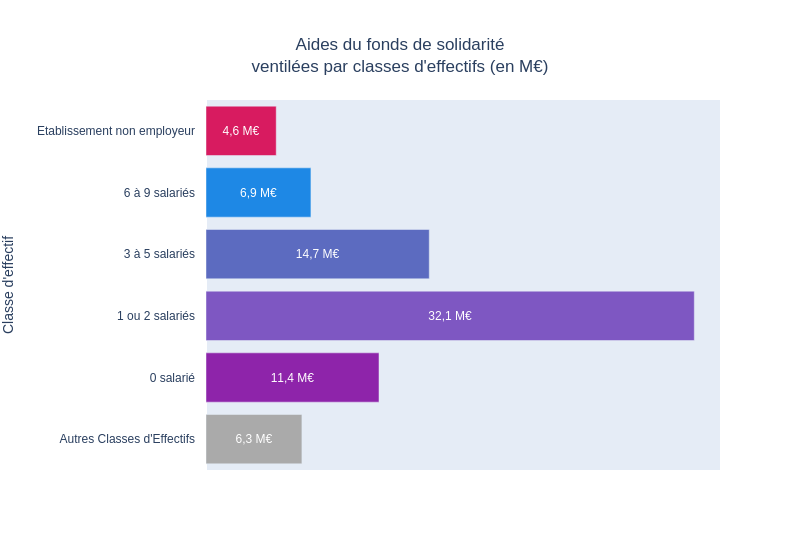 Aides du fonds de solidarité
ventilées par classes d'effectifs (en M€)
Classe d'effectif
Etablissement non employeur
4,6 M€
6 à 9 salariés
6,9 M€
3 à 5 salariés
14,7 M€
1 ou 2 salariés
32,1 M€
0 salarié
11,4 M€
Autres Classes d'Effectifs
6,3 M€